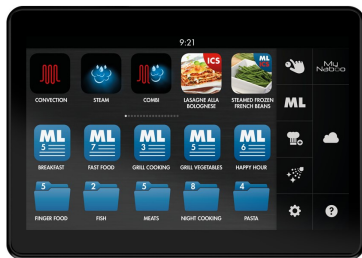 9:21
My
Naboo
ICS
ML
ICS
CONVECTION
STEAM
COMBI
LASAGNE ALLA
BOLOGNESE
STEAMED FROZEN
FRENCH BEANS
ML
ML
5
ML
7
ML
3
ML
5
ML
6
BREAKFAST
FAST FOOD
GRILL COOKING
GRILL VEGETABLES
HAPPY HOUR
5
2
5
8
4
FINGER FOOD
FISH
MEATS
NIGHT COOKING
PASTA
?